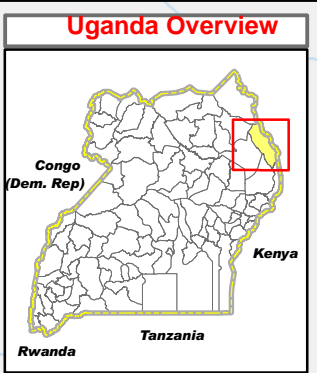 Uganda Overview
Congo
(Dem. Rep)
Kenya
Tanzania
Rwanda